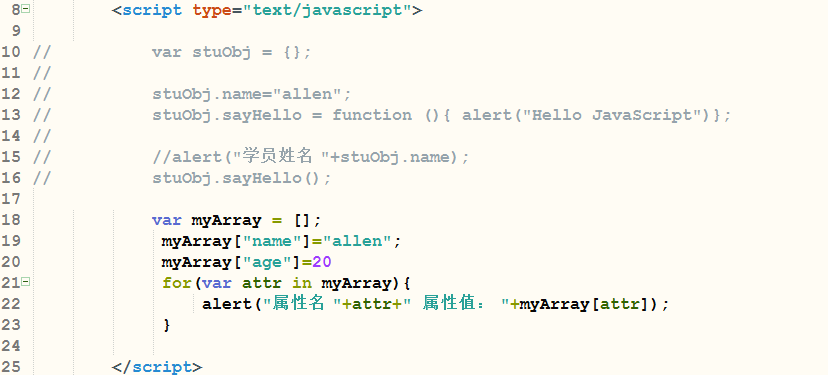 8 <script type="text/javascript">
9
10 // var stuObj = {};
11 //
12 // stuObj.name="allen";
13 // stuObj.sayHello = function (){ alert("Hello JavaScript")};
14 //
15 // //alert("学员姓名 "+stuObj.name);
16 // stuObj.sayHello();
17
18 var myArray = [];
19 myArray["name"]="allen";
20 myArray["age"]=20
21 for(var attr in myArray){
22 alert("属性名 "+attr+" 属性值： "+myArray[attr]);
23 }
24
25 </script>